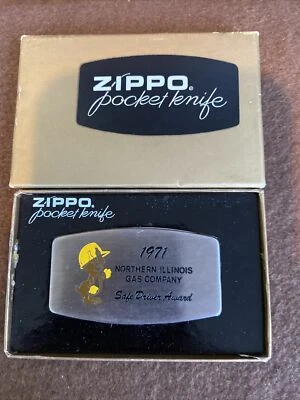 ZIPPO
pocket knife
ZIPPO
pocket knife
1971
NORTHERN ILLINOIS
GAS COMPANY
Safe Driver Award